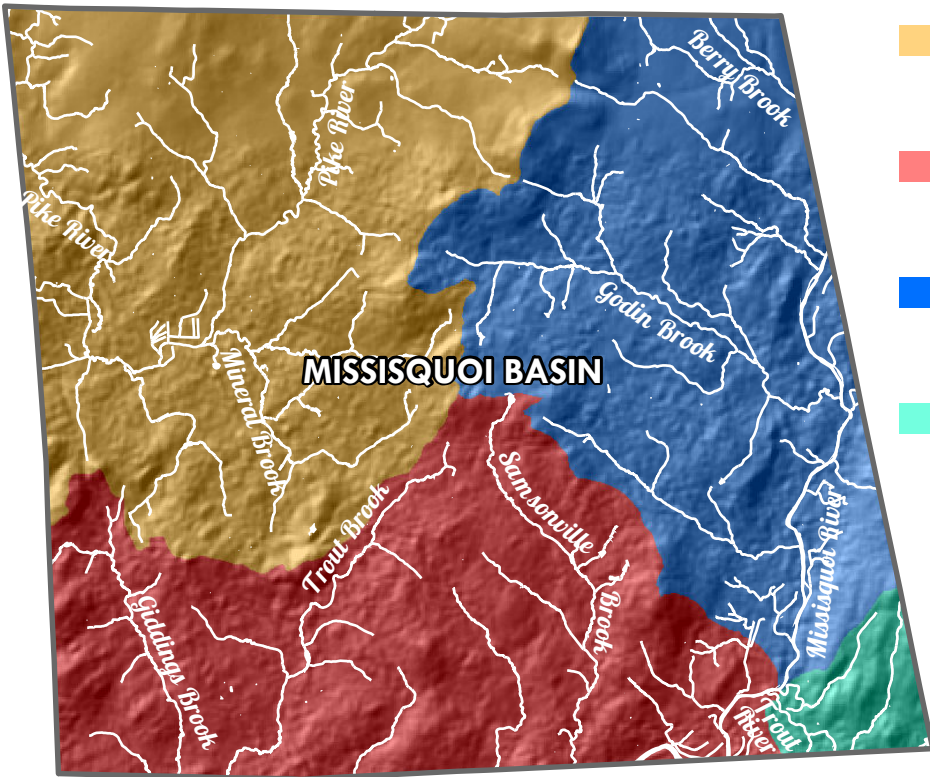 Berry Brook
Pike River
Pike River
Godin Brook
MISSISQUOI BASIN
Mineral Brook
Samsonville
Brook
Trout Brook
Missisquoi River
Giddings Brook
Trout
River